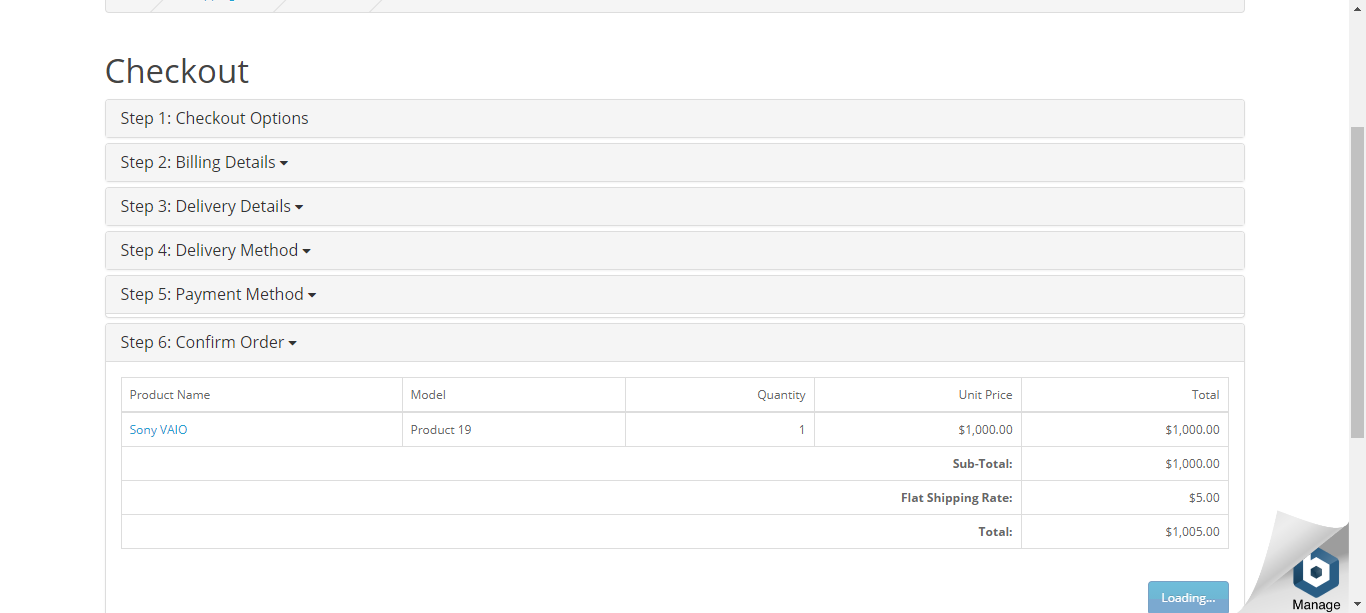 Checkout
Step 1: Checkout Options
Step 2: Billing Details
Step 3: Delivery Details
Step 4: Delivery Method
Step 5: Payment Method
Step 6: Confirm Order
Product Name Model Quantity Unit Price Total
Sony VAIO Product 19 1 $1,000.00 $1,000.00
Sub-Total: $1,000.00
Flat Shipping Rate: $5.00
Total: $1,005.00
Loading...
Manage